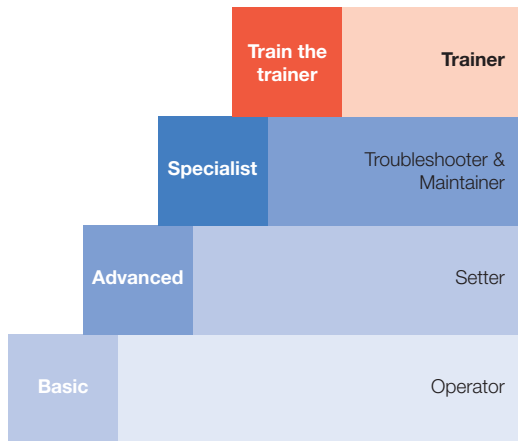 Train the
trainer
Trainer
Specialist
Troubleshooter &
Maintainer
Advanced
Setter
Basic
Operator